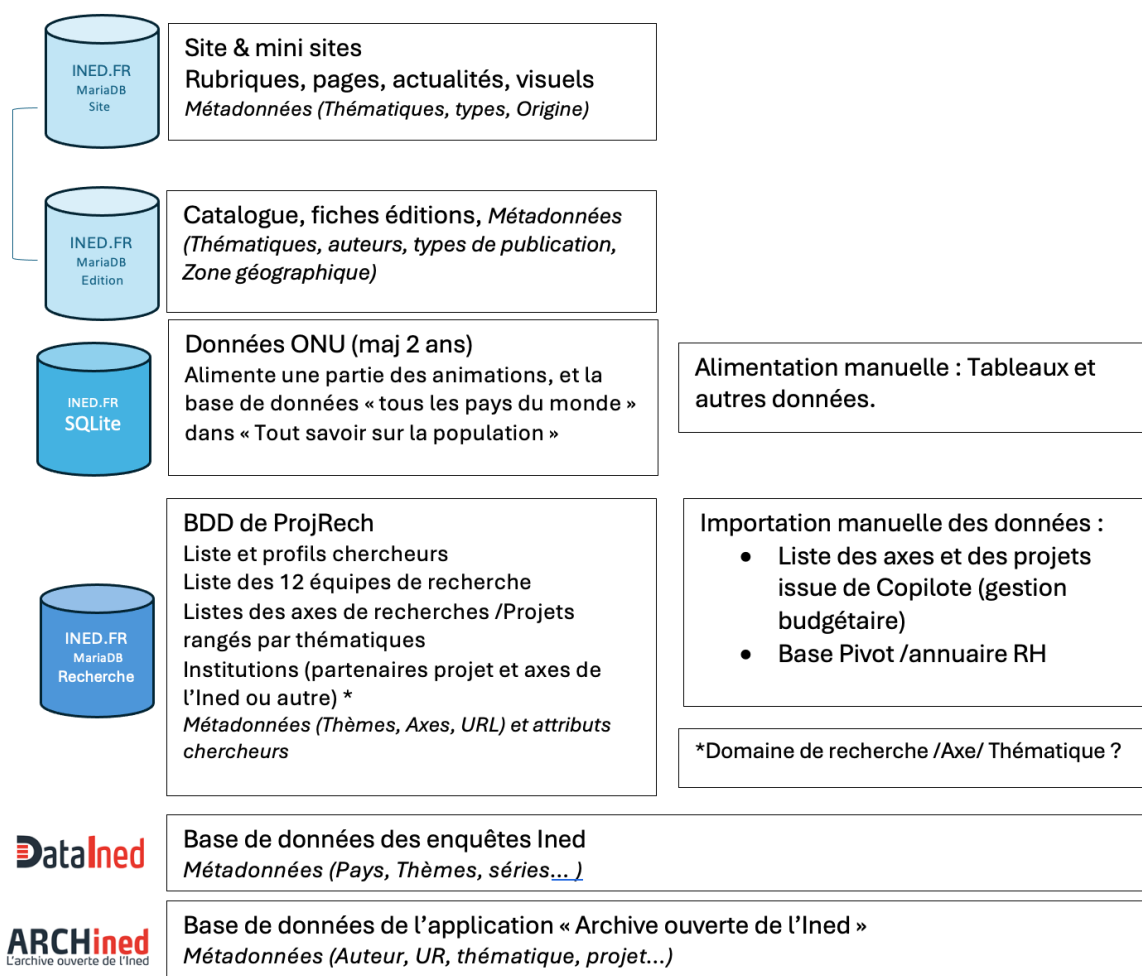 INED.FR
MariaDB
Site
Site & mini sites
Rubriques, pages, actualités, visuels
Métadonnées (Thématiques, types, Origine)
INED.FR
MariaDB
Edition
Catalogue, fiches éditions, Métadonnées
(Thématiques, auteurs, types de publication,
Zone géographique)
INED.FR
SQLite
Données ONU (maj 2 ans)
Alimente une partie des animations, et la
base de données « tous les pays du monde »
dans « Tout savoir sur la population »
Alimentation manuelle : Tableaux et
autres données.
INED.FR
MariaDB
Recherche
BDD de ProjRech
Liste et profils chercheurs
Liste des 12 équipes de recherche
Listes des axes de recherches /Projets
rangés par thématiques
Institutions (partenaires projet et axes de
l’Ined ou autre) *
Métadonnées (Thèmes, Axes, URL) et attributs
chercheurs
Importation manuelle des données :
• Liste des axes et des projets
issue de Copilote (gestion
budgétaire)
• Base Pivot /annuaire RH
*Domaine de recherche /Axe/ Thématique ?
DataIned
Base de données des enquêtes Ined
Métadonnées (Pays, Thèmes, séries... )
ARCHined
L'archive ouverte de l'Ined
Base de données de l’application « Archive ouverte de l’Ined »
Métadonnées (Auteur, UR, thématique, projet...)